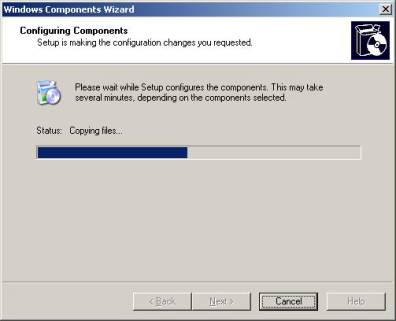 Windows Components Wizard
Configuring Components
Setup is making the configuration changes you requested.
Please wait while Setup configures the components. This may take
several minutes, depending on the components selected.
Status: Copying files...
< Back Next > Cancel Help